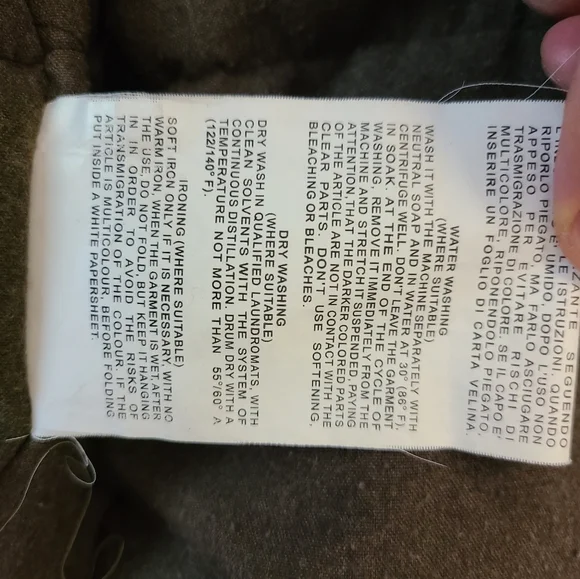 SEGUENDO
ISTRUZIONI. QUANDO
UMIDO, DOPO L'USO NON
RIPORLO PIEGATO, MA FARLO ASCIUGARE
APPESO PER EVITARE RISCHI DI
TRASMIGRAZIONE DI COLORE. SE IL CAPO E'
MULTICOLORE, RIPONENDOLO PIEGATO,
INSERIRE UN FOGLIO DI CARTA VELINA.
WATER WASHING
(WHERE SUITABLE)
WASH IT WITH THE MACHINE SEPARATELY WITH
NEUTRAL SOAP AND IN WATER AT 30° (86° F),
CENTRIFUGE WELL. DON'T LEAVE THE GARMENT
IN SOAK. AT THE END OF THE CYCLE OF
WASHING, REMOVE IT IMMEDIATELY FROM THE
MACHINE AND STRETCH IT SUSPENDED, PAYING
ATTENTION THAT THE DARKER COLORED PARTS
OF THE ARTICLE ARE NOT IN CONTACT WITH THE
CLEAR PARTS. DON'T USE SOFTENING,
BLEACHING OR BLEACHES.
DRY WASHING
(WHERE SUITABLE)
DRY WASH IN QUALIFIED LAUNDROMATS, WITH
CLEAN SOLVENTS WITH THE SYSTEM OF
CONTINUOUS DISTILLATION. DRUM DRY WITH A
TEMPERATURE NOT MORE THAN 55°/60° A
(122/140° F).
IRONING (WHERE SUITABLE)
SOFT IRON ONLY IF IT IS NECESSARY, WITH NO
WARM IRON. WHEN THE GARMENT IS WET, AFTER
THE USE, DO NOT FOLD IT BUT KEEP IT HANGING
IN IN ORDER TO AVOID THE RISKS OF
TRANSMIGRATION OF THE COLOUR. IF THE
ARTICLE IS MULTICOLOUR, BEFORE FOLDING
PUT INSIDE A WHITE PAPERSHEET.